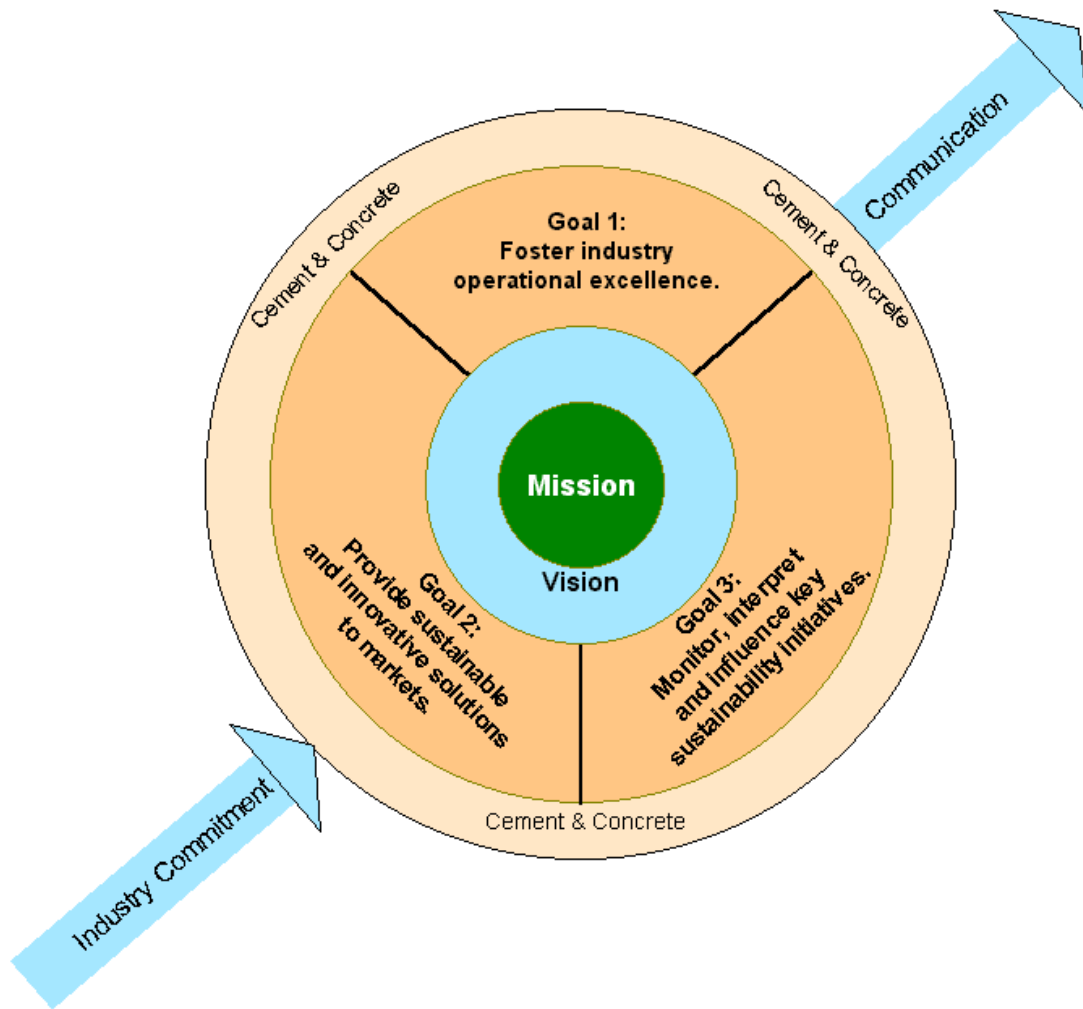 Communication
Cement & Concrete
Cement & Concrete
Goal 1:
Foster industry
operational excellence.
Mission
Vision
Goal 2:
Provide sustainable
and innovative solutions
to markets.
Goal 3:
Monitor, interpret
and influence key
sustainability initiatives.
Cement & Concrete
Industry Commitment